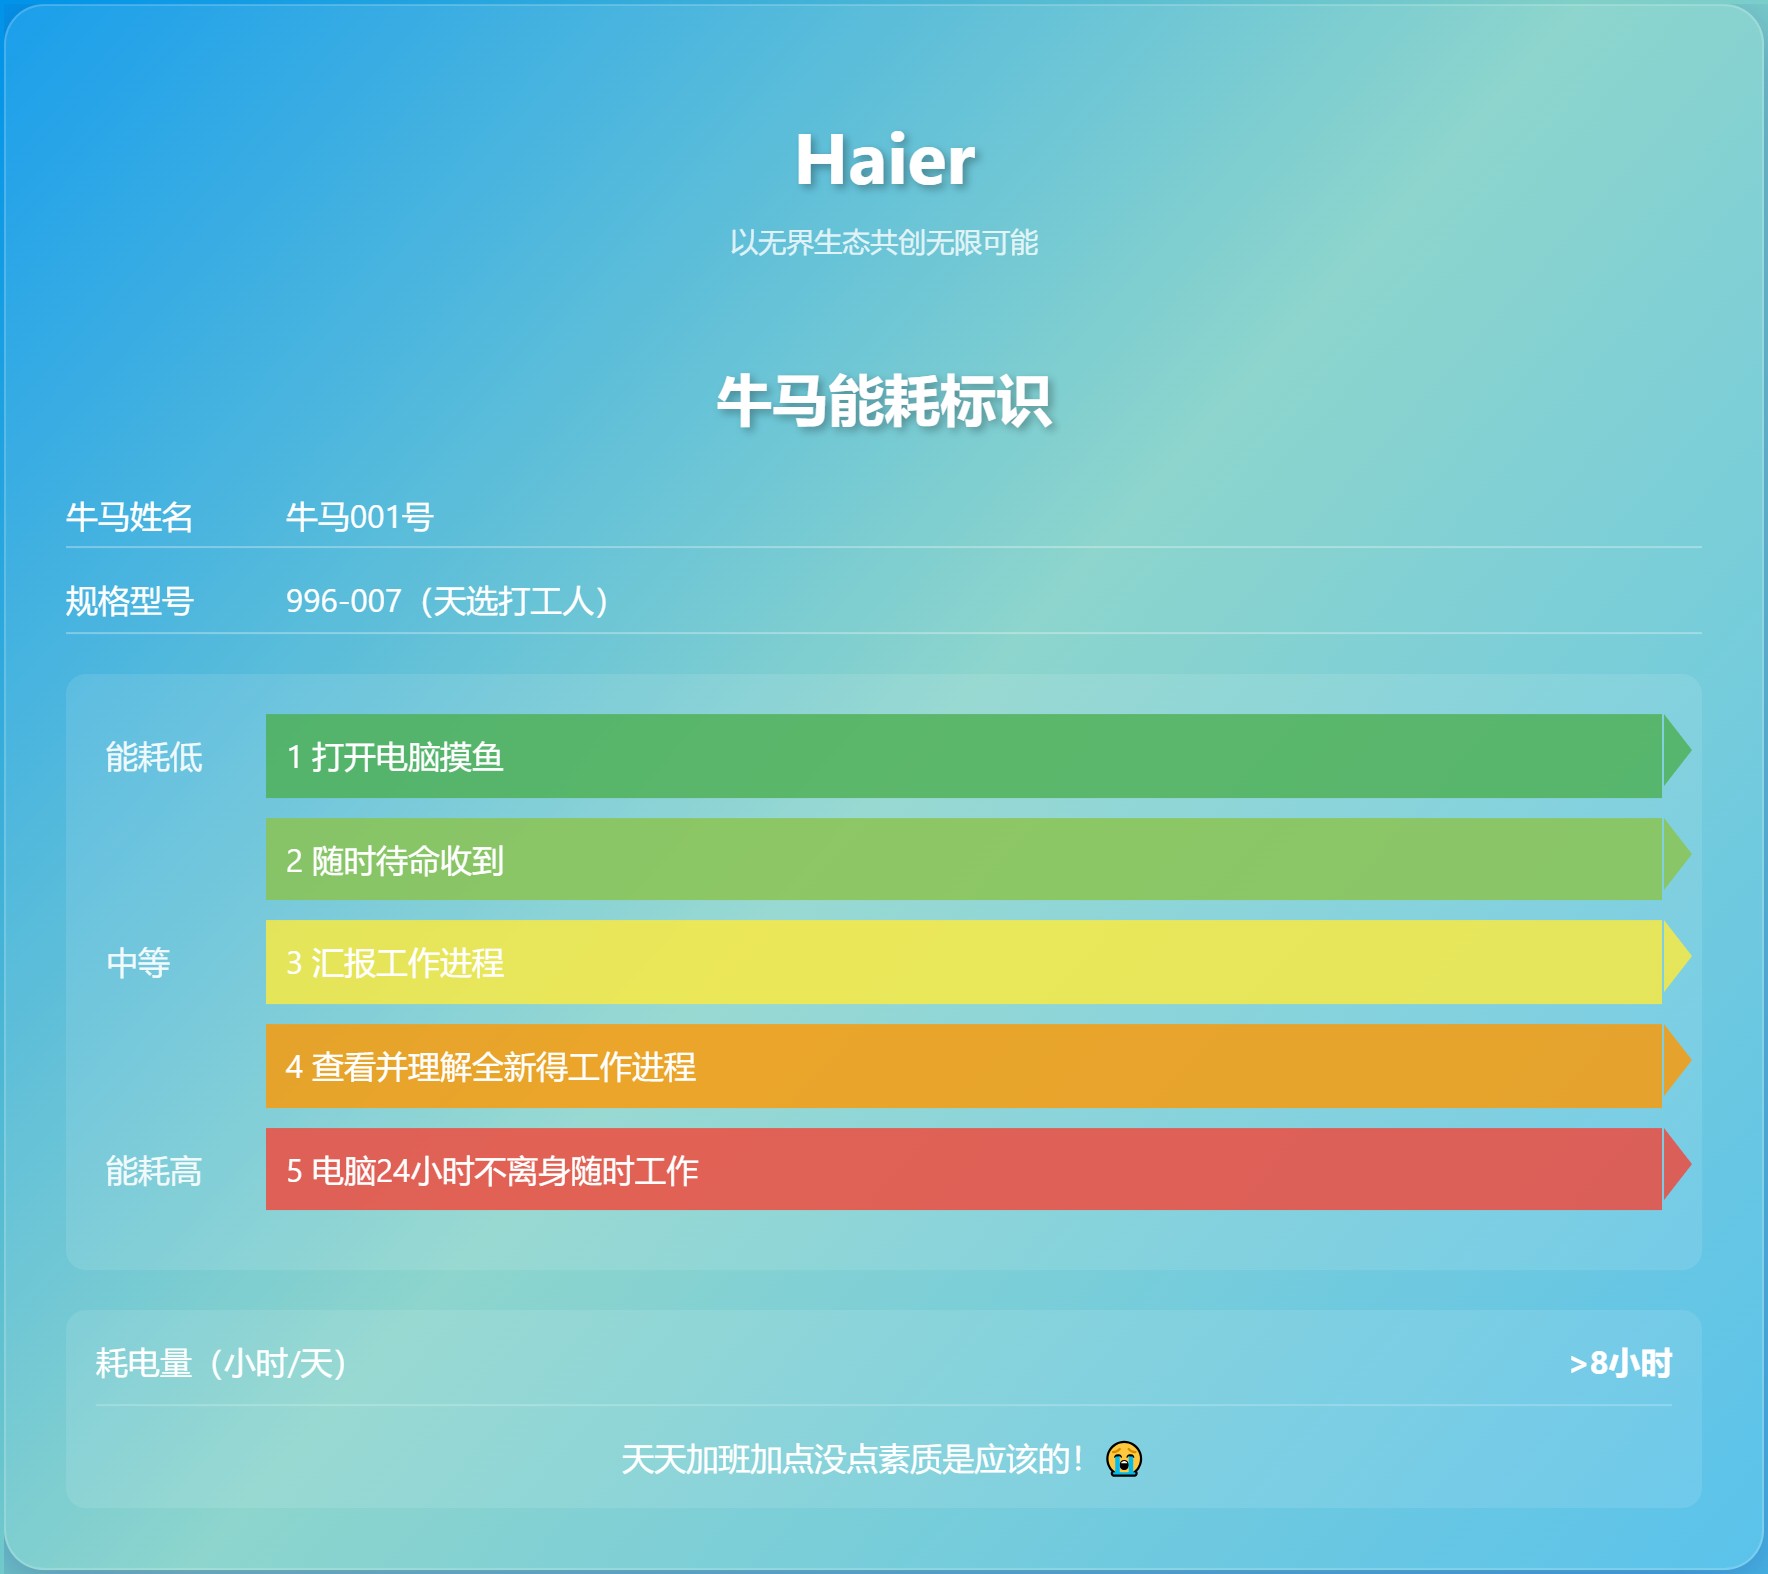 Haier
以无界生态共创无限可能
牛马能耗标识
牛马姓名 牛马001号
规格型号 996-007（天选打工人）
能耗低 1 打开电脑摸鱼
2 随时待命收到
中等 3 汇报工作进程
4 查看并理解全新得工作进程
能耗高 5 电脑24小时不离身随时工作
耗电量（小时/天） >8小时
天天加班加点没点素质是应该的！😭